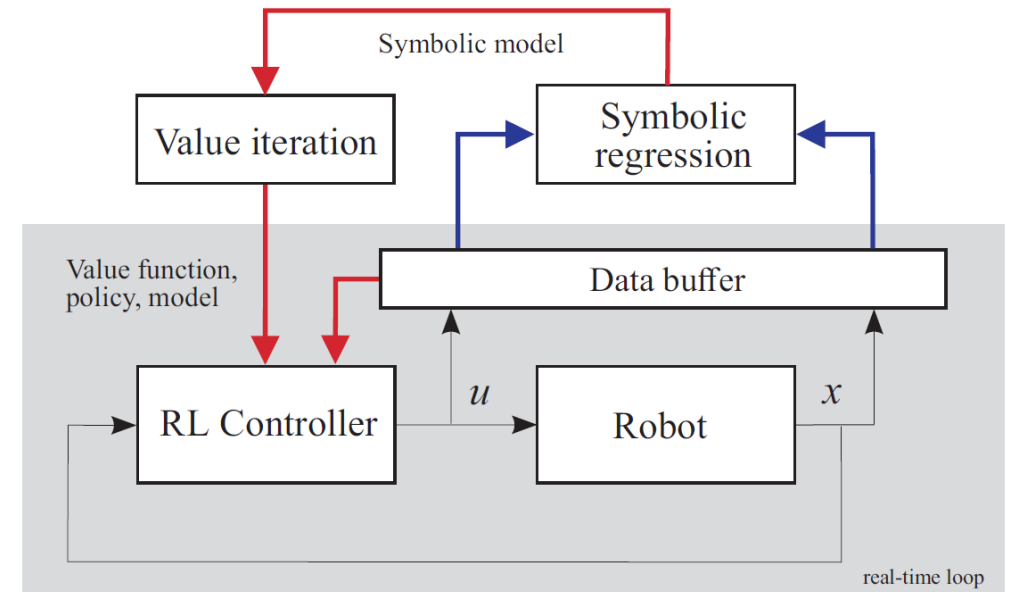 Symbolic model
Value iteration
Symbolic
regression
Value function,
policy, model
Data buffer
RL Controller
u
Robot
x
real-time loop